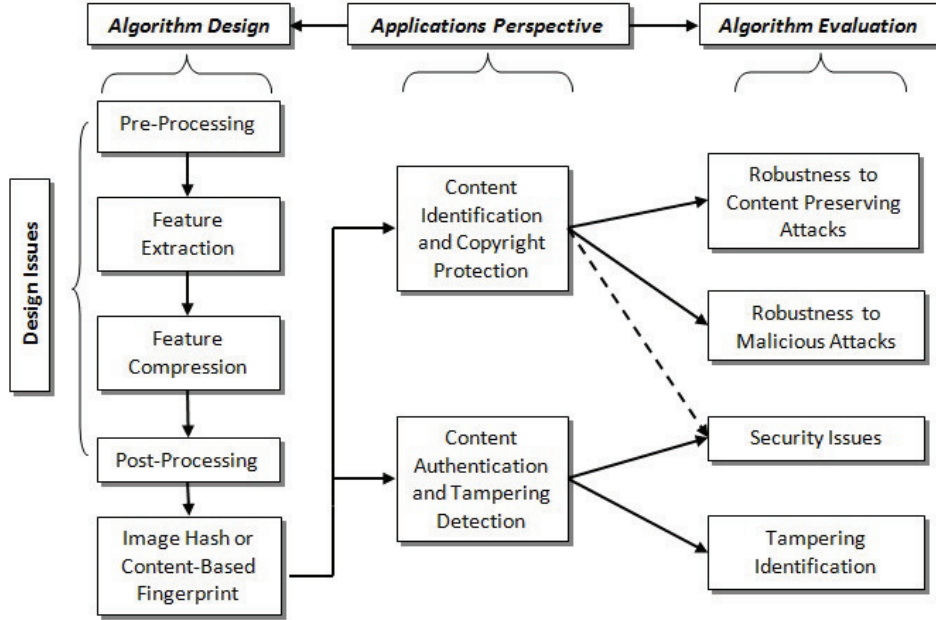 Algorithm Design
Applications Perspective
Algorithm Evaluation
Design Issues
Pre-Processing
Feature
Extraction
Feature
Compression
Post-Processing
Image Hash or
Content-Based
Fingerprint
Content
Identification
and Copyright
Protection
Content
Authentication
and Tampering
Detection
Robustness to
Content Preserving
Attacks
Robustness to
Malicious Attacks
Security Issues
Tampering
Identification